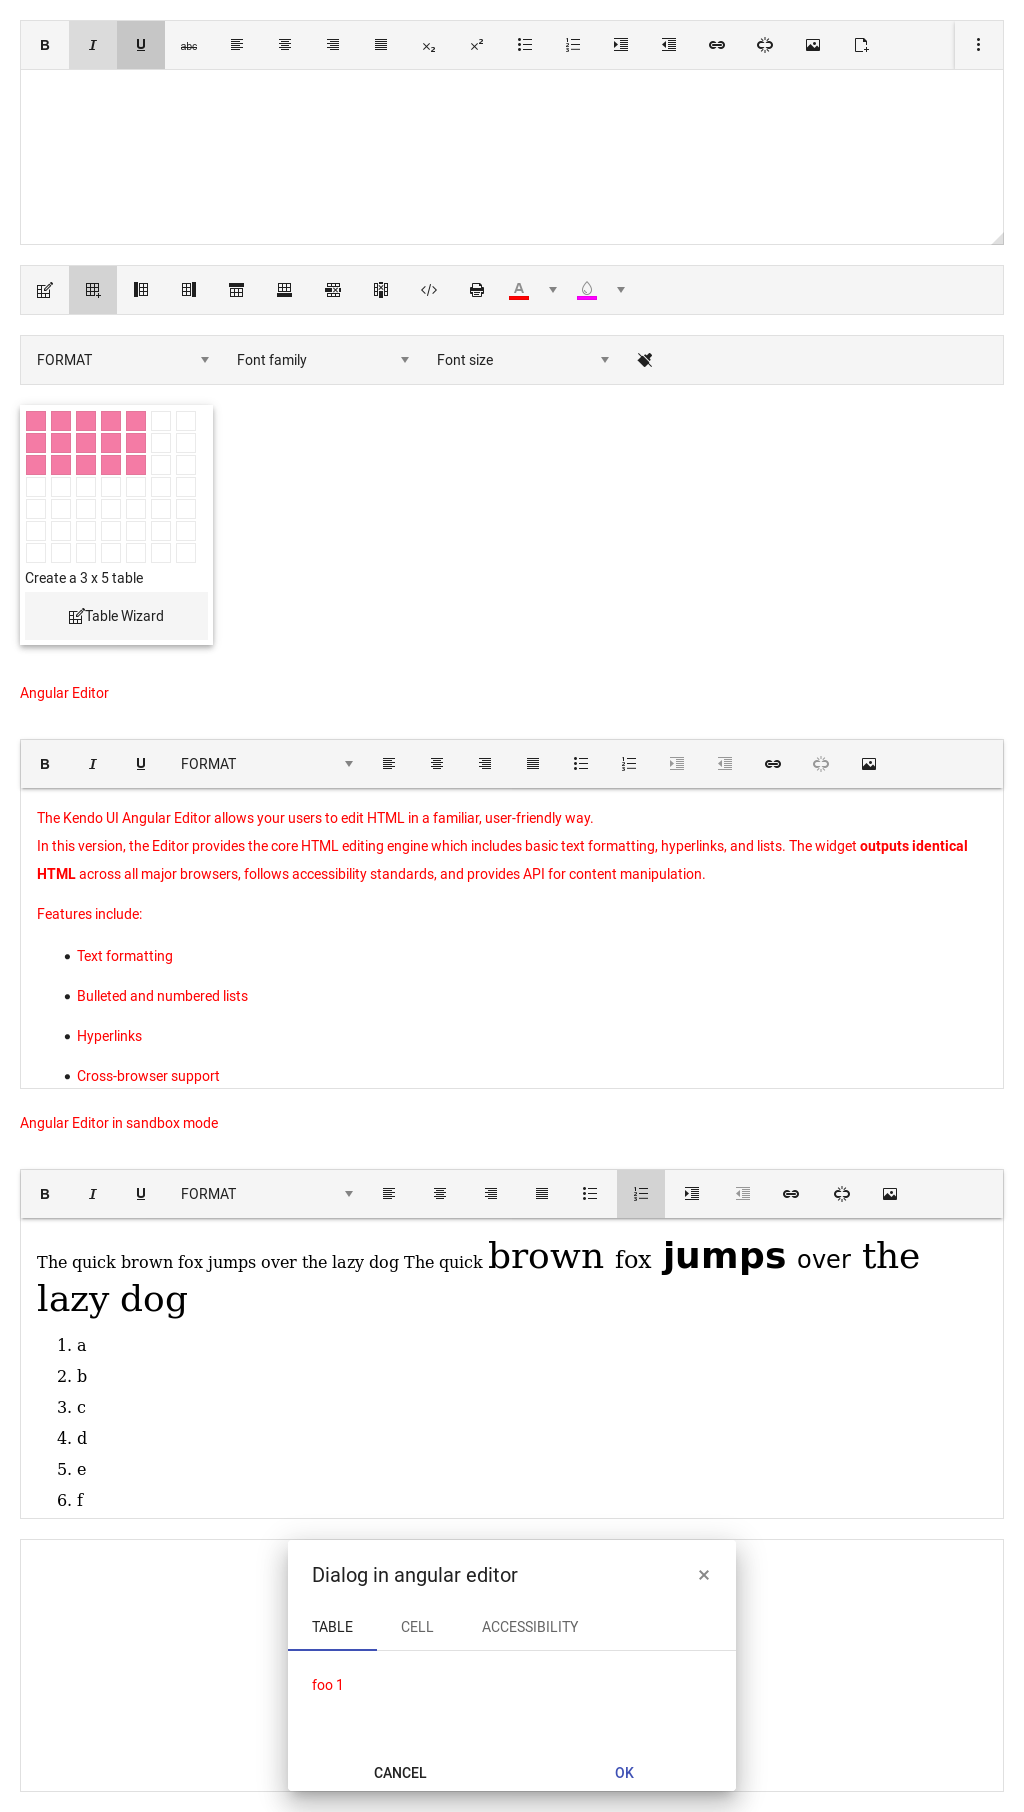 B I U abc x₂ x²
A
FORMAT Font family Font size
Create a 3 x 5 table
Table Wizard
Angular Editor
B I U FORMAT
The Kendo UI Angular Editor allows your users to edit HTML in a familiar, user-friendly way.
In this version, the Editor provides the core HTML editing engine which includes basic text formatting, hyperlinks, and lists. The widget outputs identical
HTML across all major browsers, follows accessibility standards, and provides API for content manipulation.
Features include:
• Text formatting
• Bulleted and numbered lists
• Hyperlinks
• Cross-browser support
Angular Editor in sandbox mode
B I U FORMAT
The quick brown fox jumps over the lazy dog The quick brown fox jumps over the
lazy dog
1. a
2. b
3. c
4. d
5. e
6. f
Dialog in angular editor ×
TABLE CELL ACCESSIBILITY
foo 1
CANCEL OK